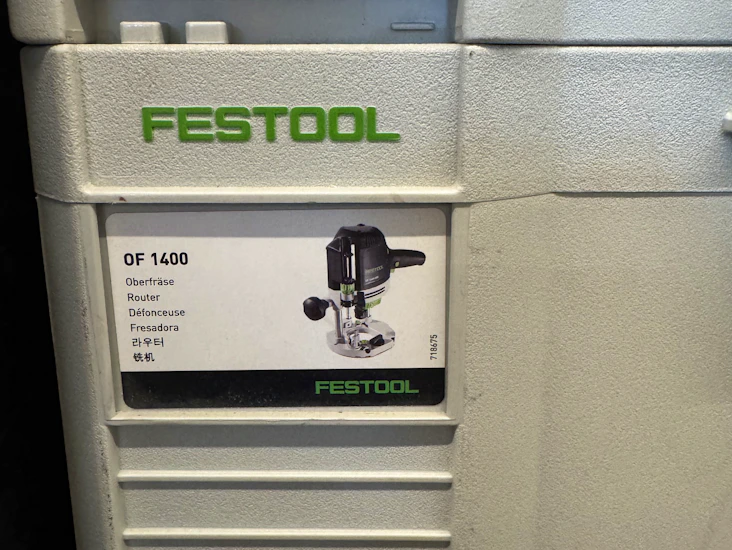 FESTOOL
OF 1400
Oberfräse
Router
Défonceuse
Fresadora
라우터
铣机
718675
FESTOOL